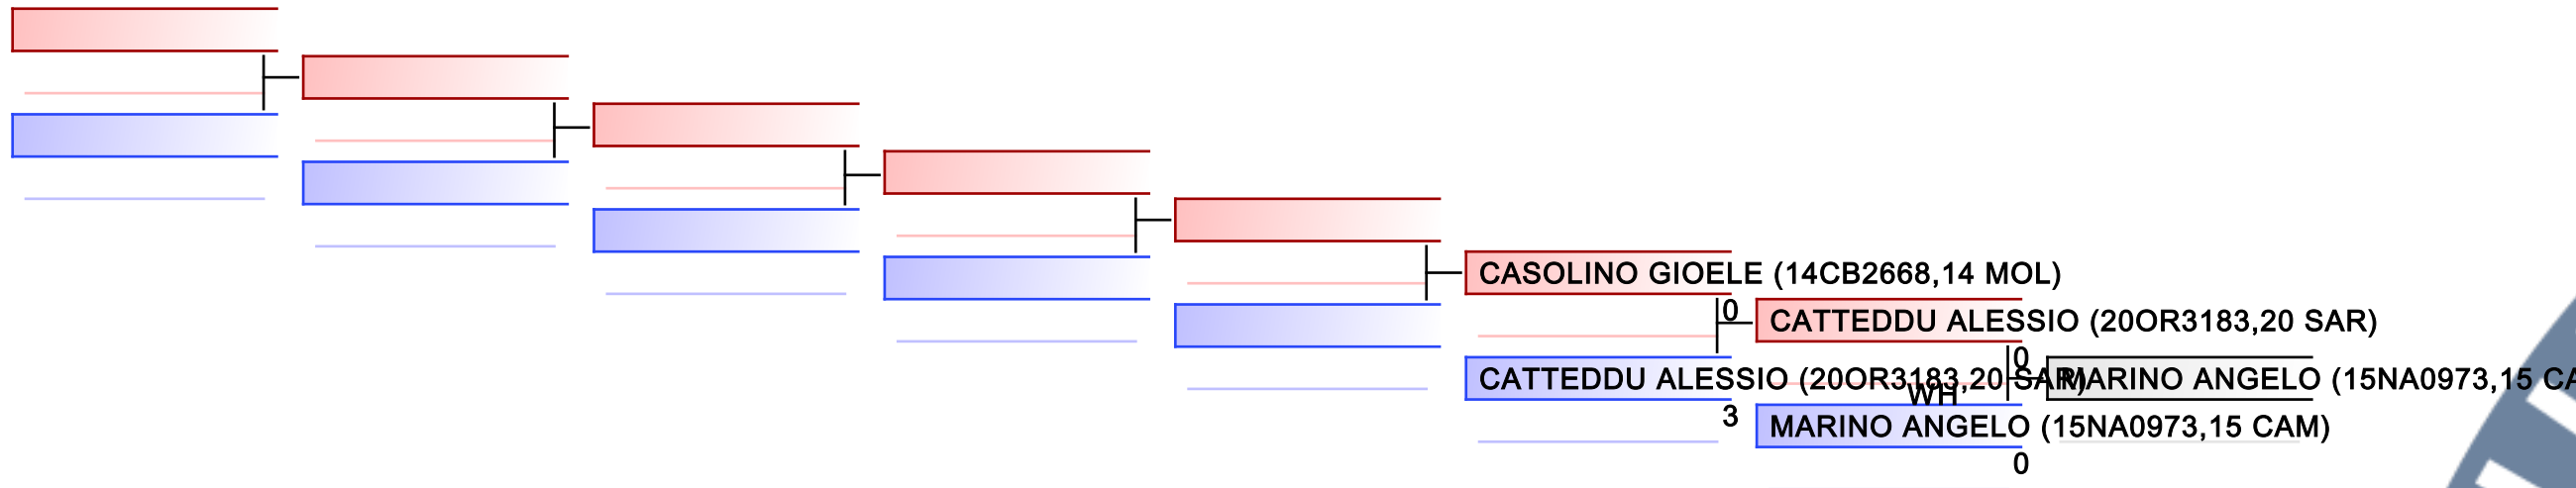 CASOLINO GIOELE (14CB2668,14 MOL)
0
CATTEDDU ALESSIO (20OR3183,20 SAR)
0
CATTEDDU ALESSIO (20OR3183,20 SAR)
MARINO ANGELO (15NA0973,15 CA
WH
3
MARINO ANGELO (15NA0973,15 CAM)
0